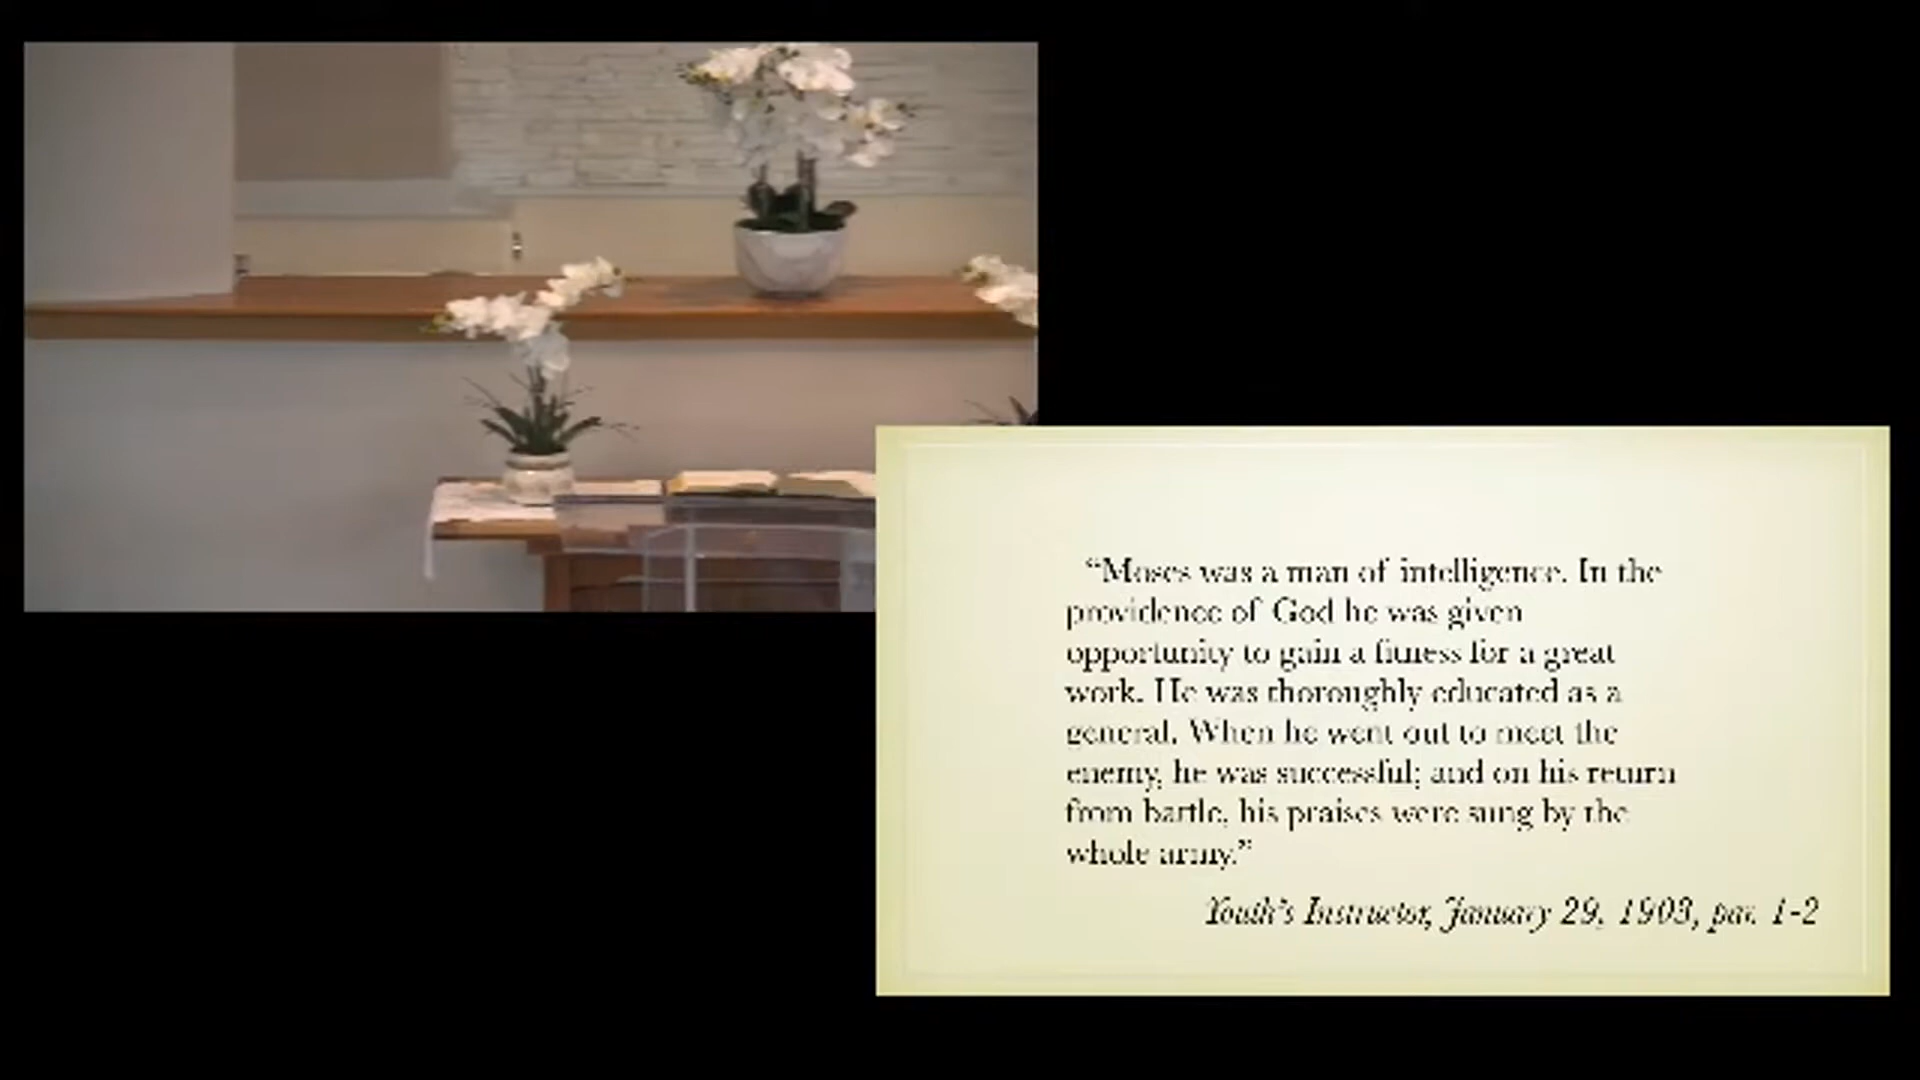 “Moses was a man of intelligence. In the
providence of God he was given
opportunity to gain a fitness for a great
work. He was thoroughly educated as a
general. When he went out to meet the
enemy, he was successful; and on his return
from battle, his praises were sung by the
whole army.”
Youth’s Instructor, January 29, 1903, par. 1-2